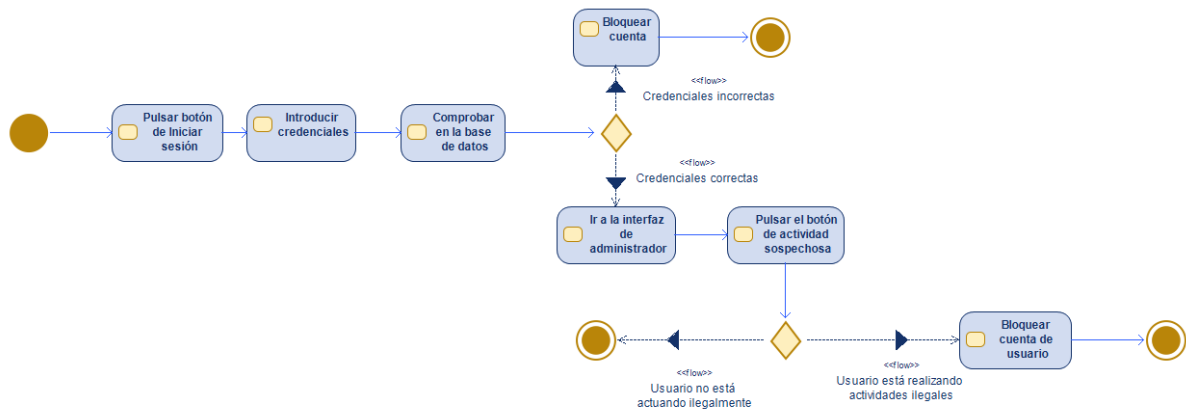 Bloquear
cuenta
<<flow>>
Credenciales incorrectas
Pulsar botón
de Iniciar
sesión
Introducir
credenciales
Comprobar
en la base
de datos
<<flow>>
Credenciales correctas
Ir a la interfaz
de
administrador
Pulsar el botón
de actividad
sospechosa
<<flow>>
Usuario no está
actuando ilegalmente
<<flow>>
Usuario está realizando
actividades ilegales
Bloquear
cuenta de
usuario